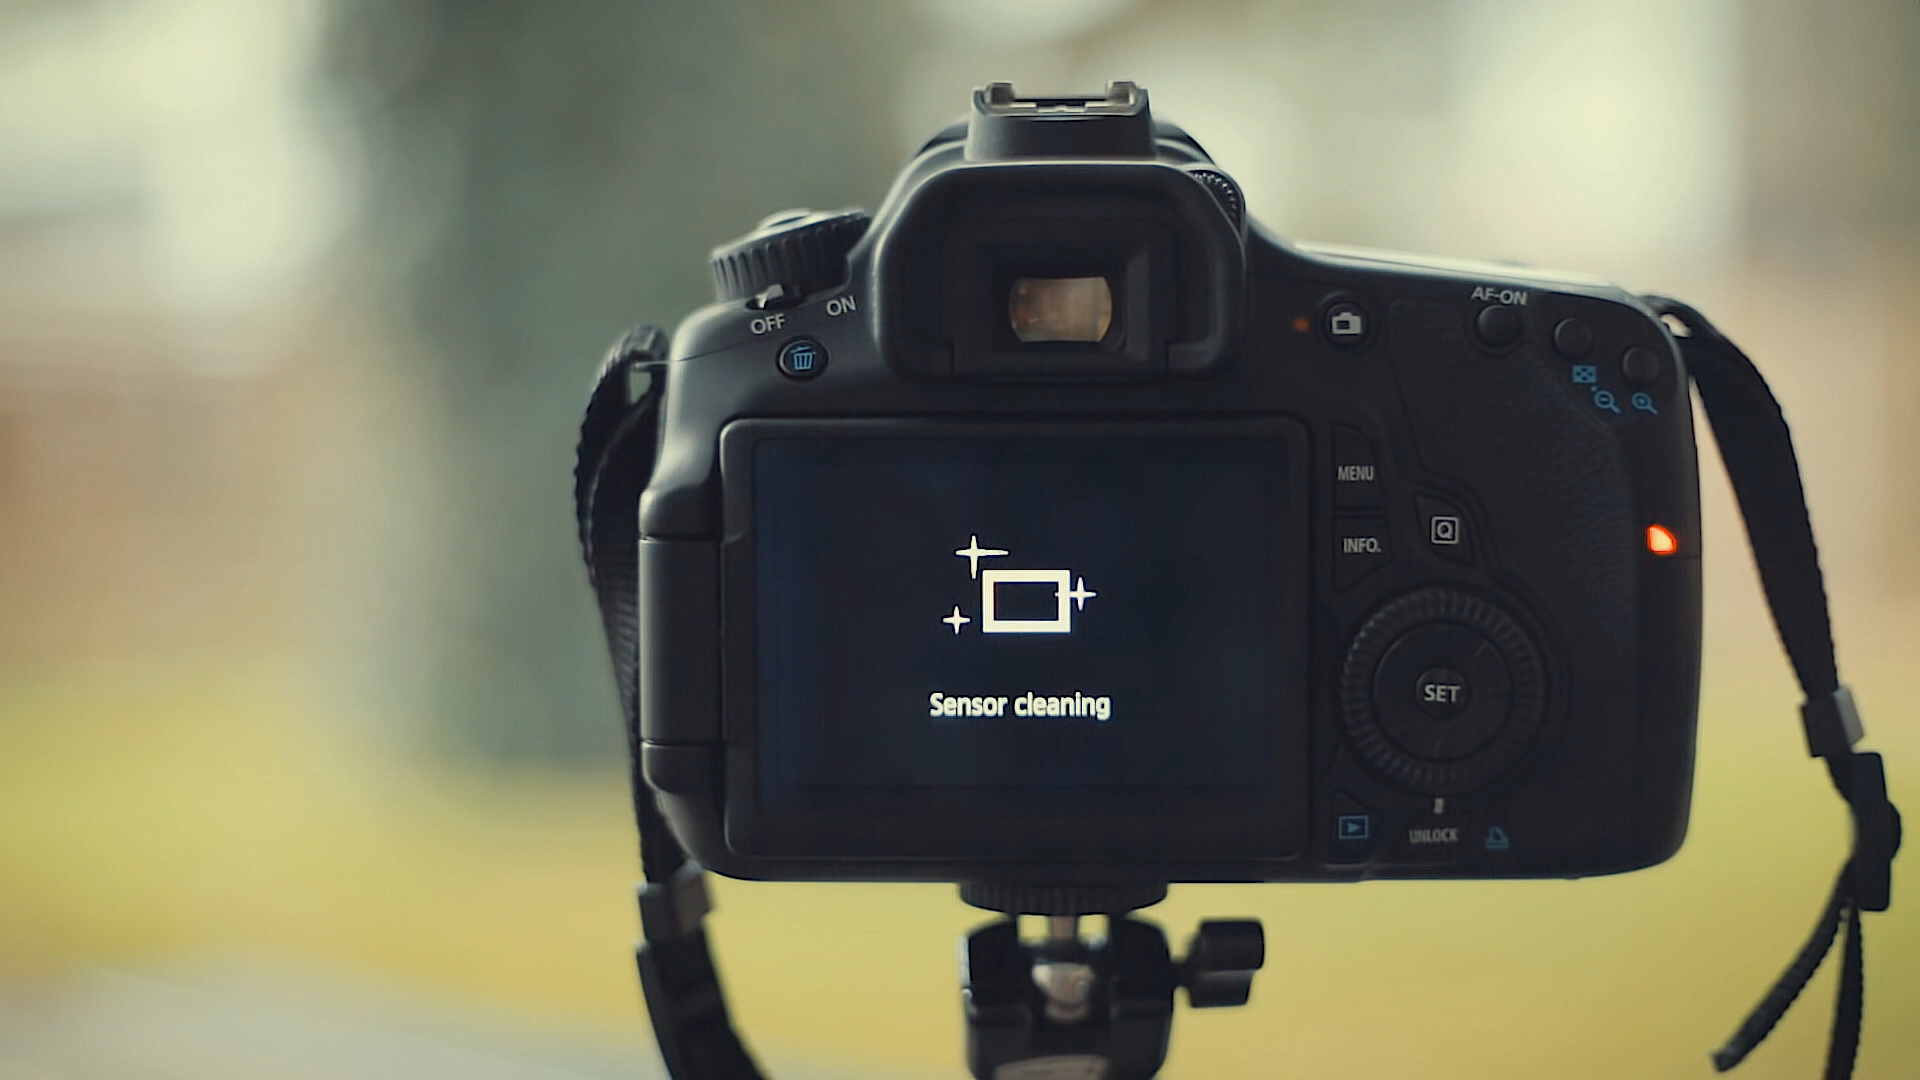 OFF
ON
AF-ON
MENU
INFO.
Q
SET
Sensor cleaning
UNLOCK